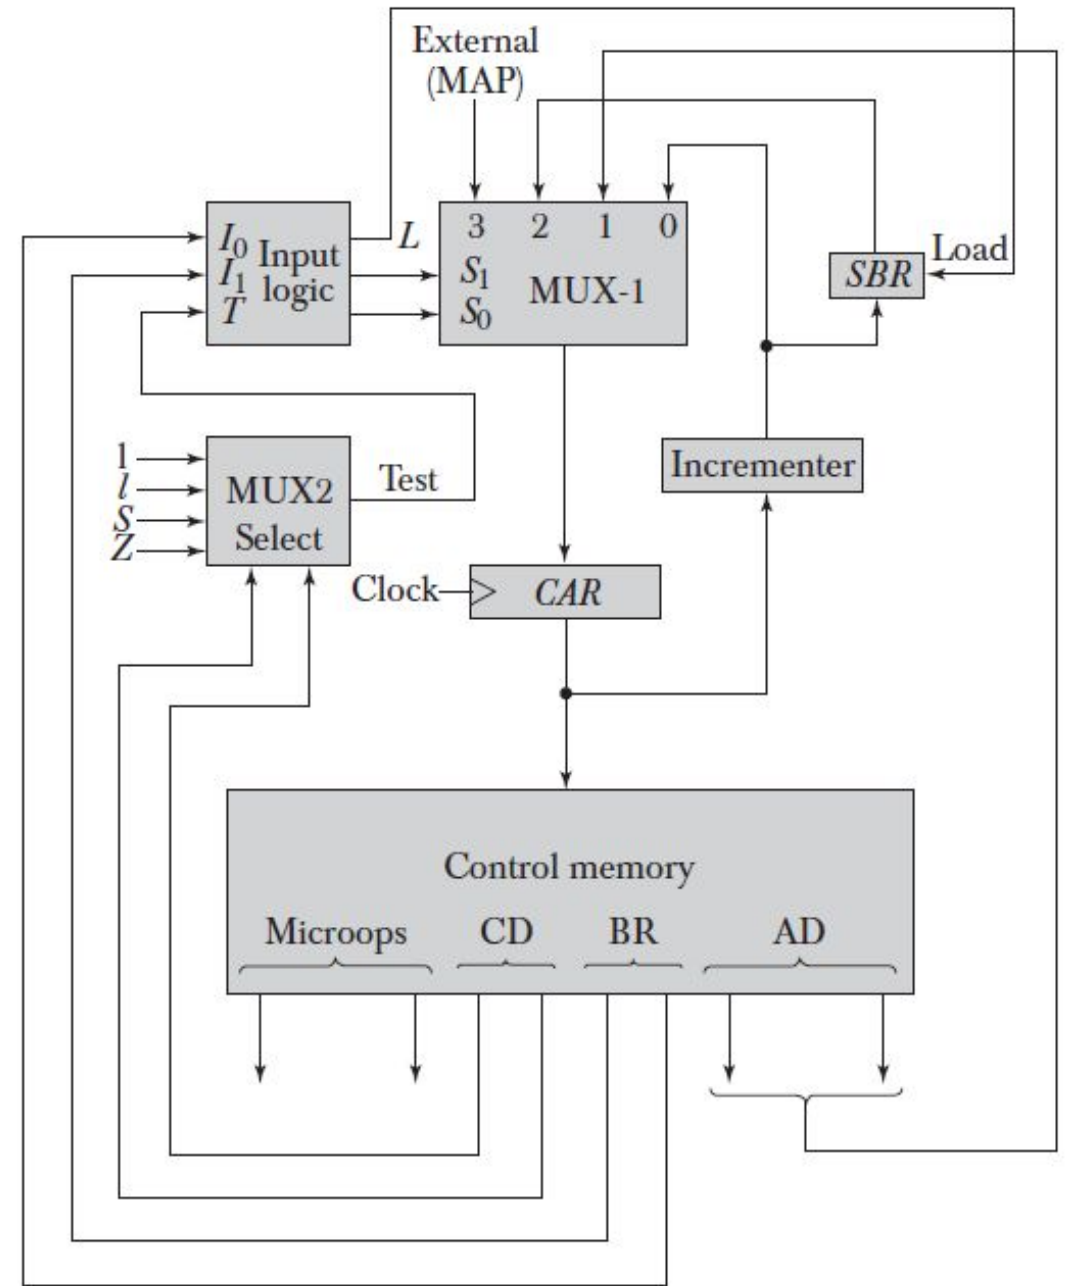 External
(MAP)
3 2 1 0
I₀ Input
I₁ logic
T
L
S₁
S₀
MUX-1
SBR
Load
1
l
S
Z
MUX2
Select
Test
Incrementer
Clock
CAR
Control memory
Microops CD BR AD